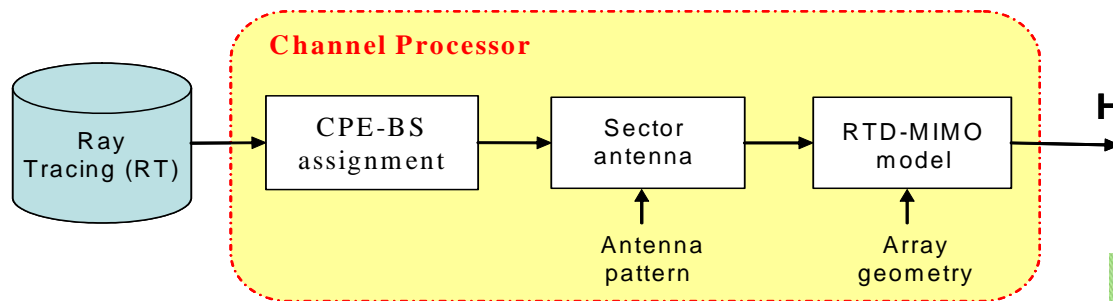 Channel Processor
Ray
Tracing (RT)
CPE-BS
assignment
Sector
antenna
RTD-MIMO
model
H
Antenna
pattern
Array
geometry